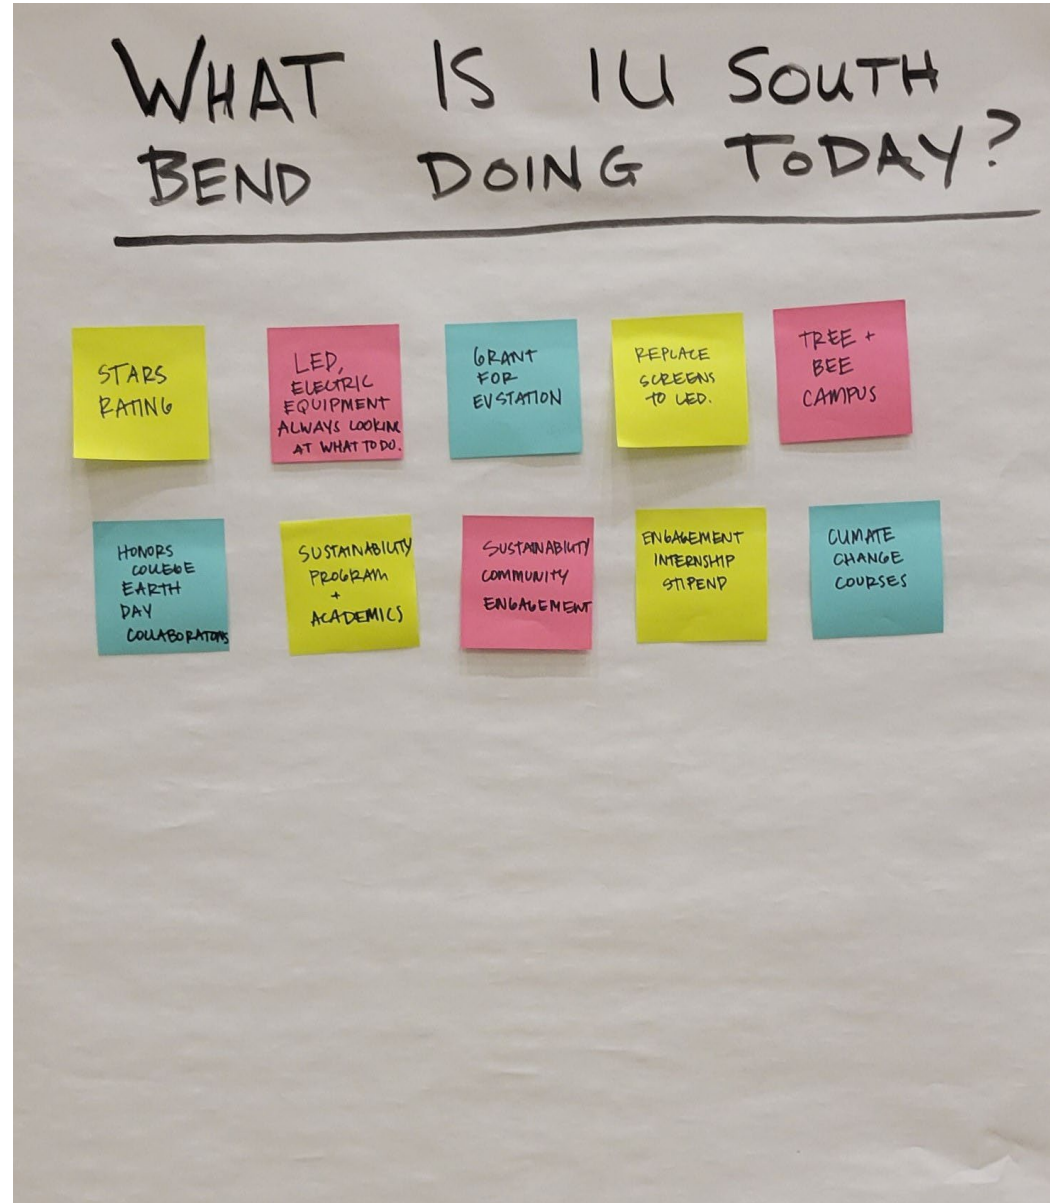 WHAT IS IU SOUTH
BEND DOING TODAY?
STARS
RATING
LED,
ELECTRIC
EQUIPMENT
ALWAYS LOOKING
AT WHAT TO DO.
GRANT
FOR
EV STATION
REPLACE
SCREENS
TO LED.
TREE +
BEE
CAMPUS
HONORS
COLLEGE
EARTH
DAY
COLLABORATORS
SUSTAINABILITY
PROGRAM
+
ACADEMICS
SUSTAINABILITY
COMMUNITY
ENGAGEMENT
ENGAGEMENT
INTERNSHIP
STIPEND
CLIMATE
CHANGE
COURSES